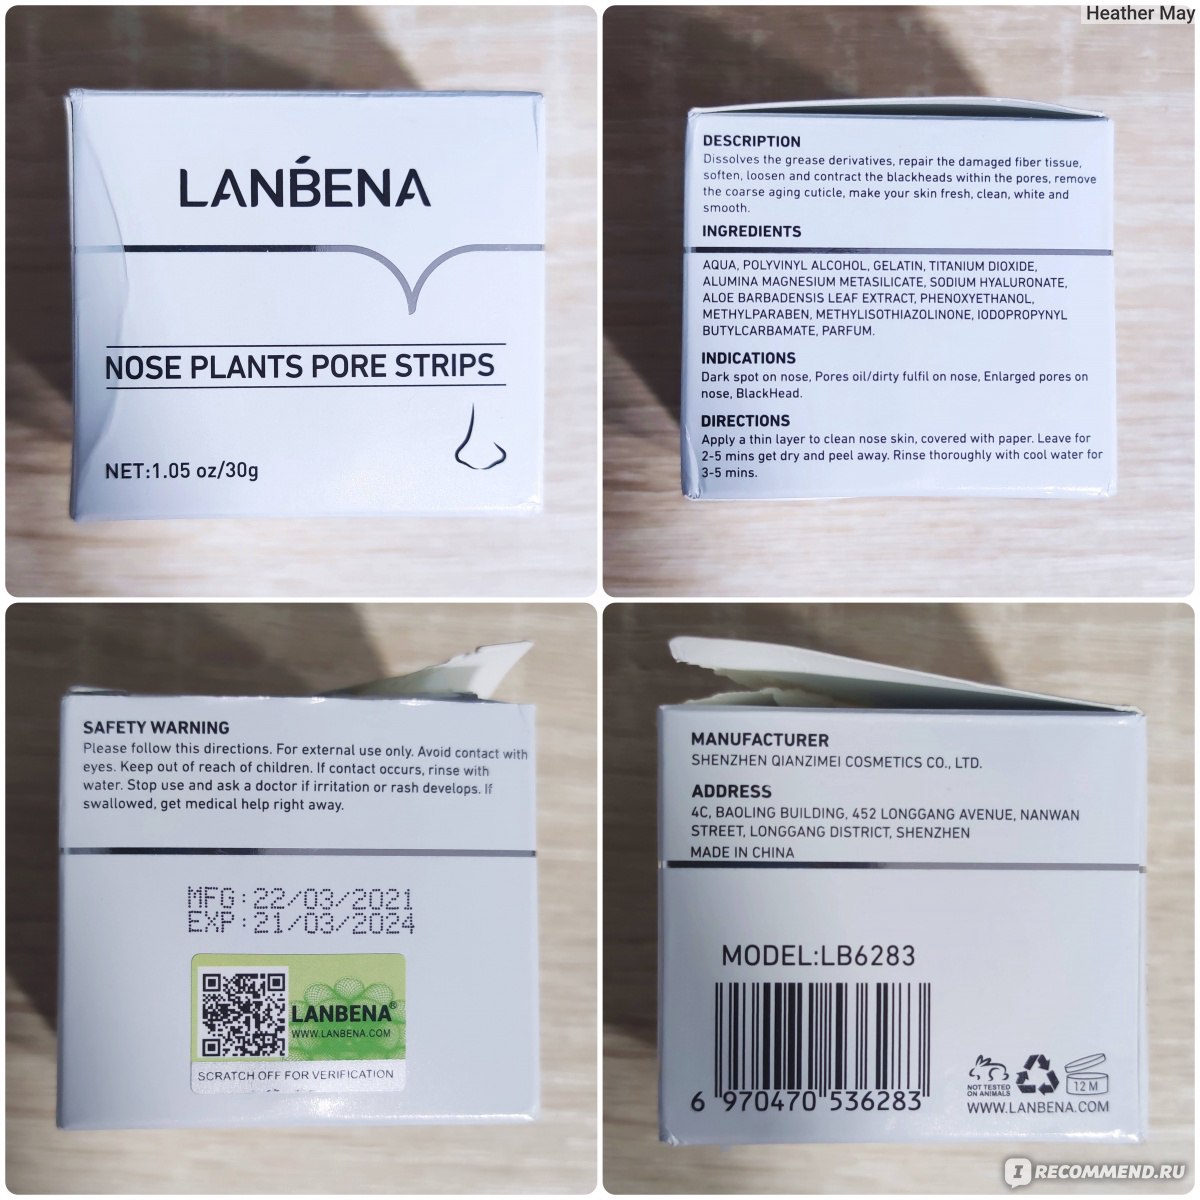 Heather May
LANBENA
NOSE PLANTS PORE STRIPS
NET:1.05 oz/30g
DESCRIPTION
Dissolves the grease derivatives, repair the damaged fiber tissue,
soften, loosen and contract the blackheads within the pores, remove
the coarse aging cuticle, make your skin fresh, clean, white and
smooth.
INGREDIENTS
AQUA, POLYVINYL ALCOHOL, GELATIN, TITANIUM DIOXIDE,
ALUMINA MAGNESIUM METASILICATE, SODIUM HYALURONATE,
ALOE BARBADENSIS LEAF EXTRACT, PHENOXYETHANOL,
METHYLPARABEN, METHYLISOTHIAZOLINONE, IODOPROPYNYL
BUTYLCARBAMATE, PARFUM.
INDICATIONS
Dark spot on nose, Pores oil/dirty fulfil on nose, Enlarged pores on
nose, BlackHead.
DIRECTIONS
Apply a thin layer to clean nose skin, covered with paper. Leave for
2-5 mins get dry and peel away. Rinse thoroughly with cool water for
3-5 mins.
SAFETY WARNING
Please follow this directions. For external use only. Avoid contact with
eyes. Keep out of reach of children. If contact occurs, rinse with
water. Stop use and ask a doctor if irritation or rash develops. If
swallowed, get medical help right away.
MFG:22/03/2021
EXP:21/03/2024
LANBENA®
WWW.LANBENA.COM
SCRATCH OFF FOR VERIFICATION
MANUFACTURER
SHENZHEN QIANZIMEI COSMETICS CO., LTD.
ADDRESS
4C, BAOLING BUILDING, 452 LONGGANG AVENUE, NANWAN
STREET, LONGGANG DISTRICT, SHENZHEN
MADE IN CHINA
MODEL:LB6283
6 970470 536283
NOT TESTED
ON ANIMALS
12 M
WWW.LANBENA.COM
IRECOMMEND.RU